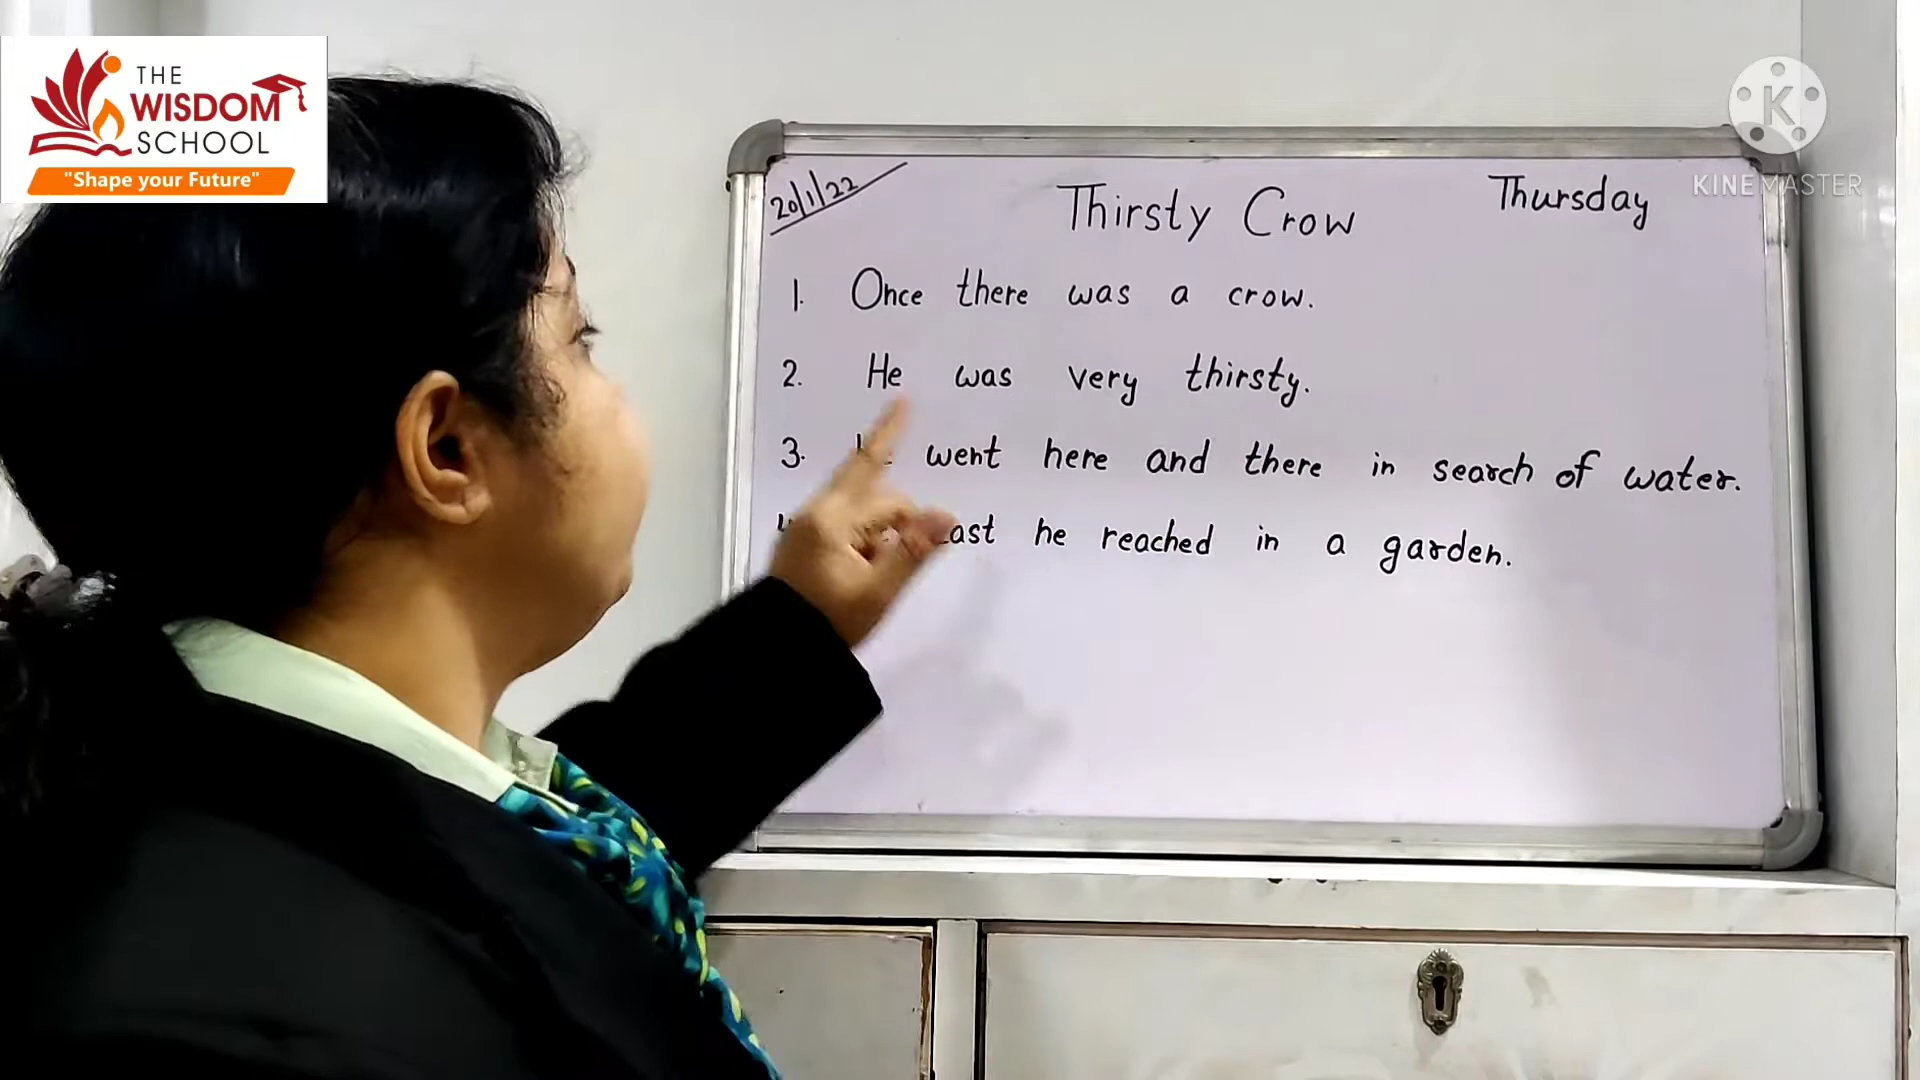 THE
WISDOM
SCHOOL
"Shape your Future"
K
KINEMASTER
20/1/22
Thirsty Crow
Thursday
1. Once there was a crow.
2. He was very thirsty.
3. went here and there in search of water.
Last he reached in a garden.